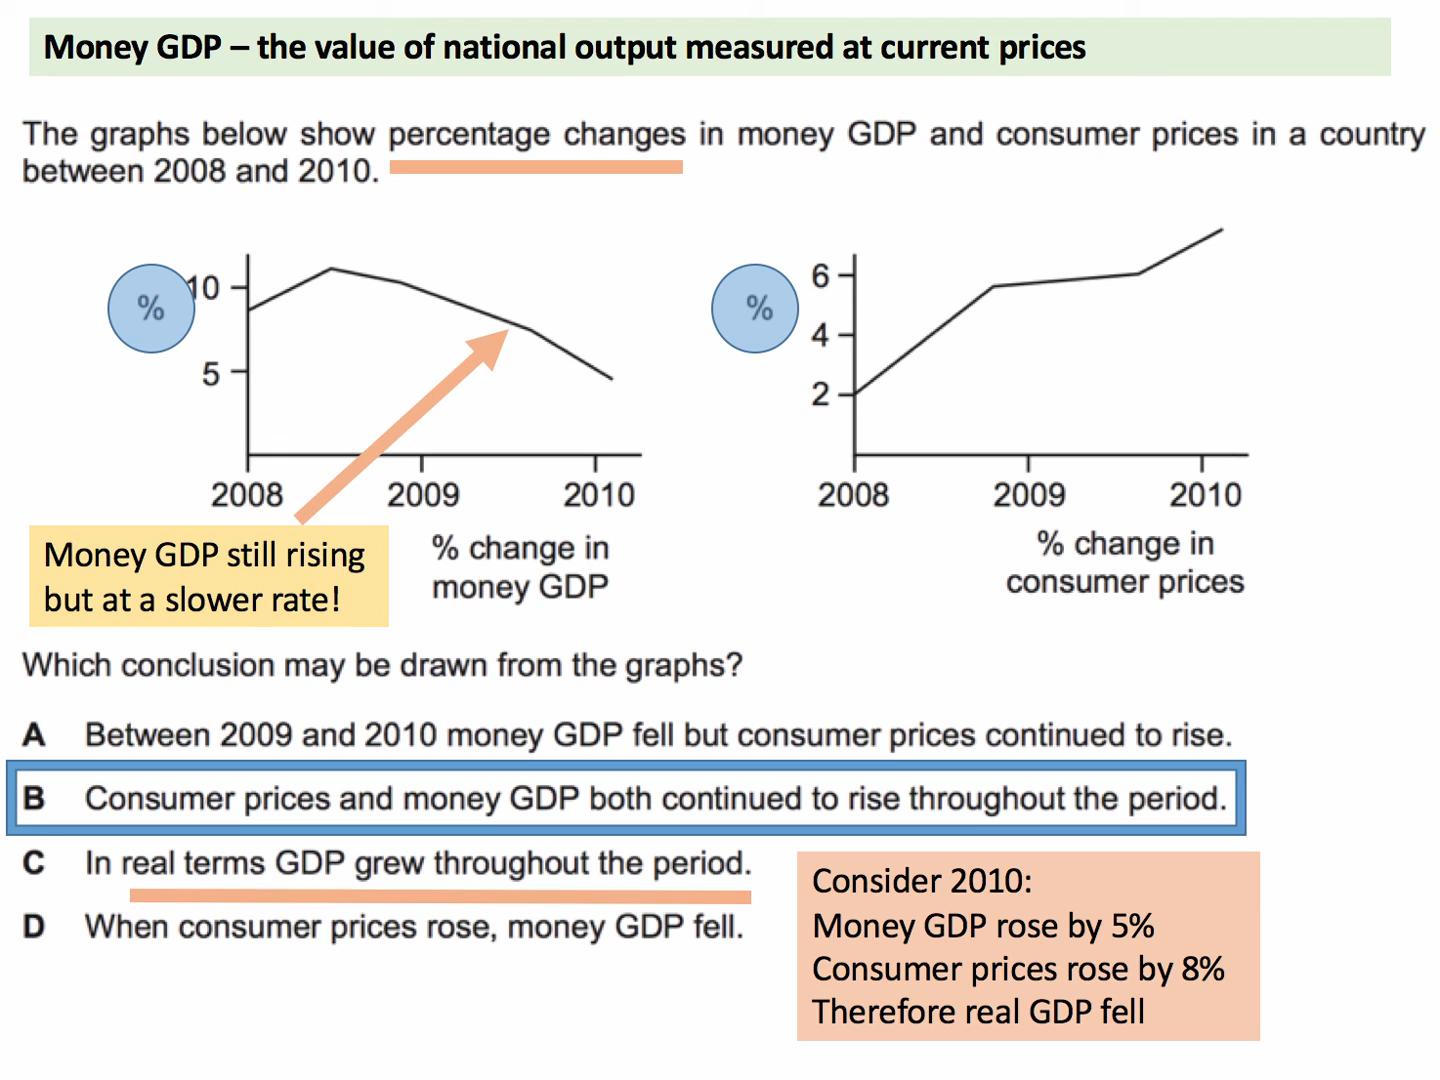 Money GDP – the value of national output measured at current prices
The graphs below show percentage changes in money GDP and consumer prices in a country
between 2008 and 2010.
%
10
5
2008
2009
2010
% change in
money GDP
Money GDP still rising
but at a slower rate!
%
6
4
2
2008
2009
2010
% change in
consumer prices
Which conclusion may be drawn from the graphs?
A Between 2009 and 2010 money GDP fell but consumer prices continued to rise.
B Consumer prices and money GDP both continued to rise throughout the period.
C In real terms GDP grew throughout the period.
D When consumer prices rose, money GDP fell.
Consider 2010:
Money GDP rose by 5%
Consumer prices rose by 8%
Therefore real GDP fell